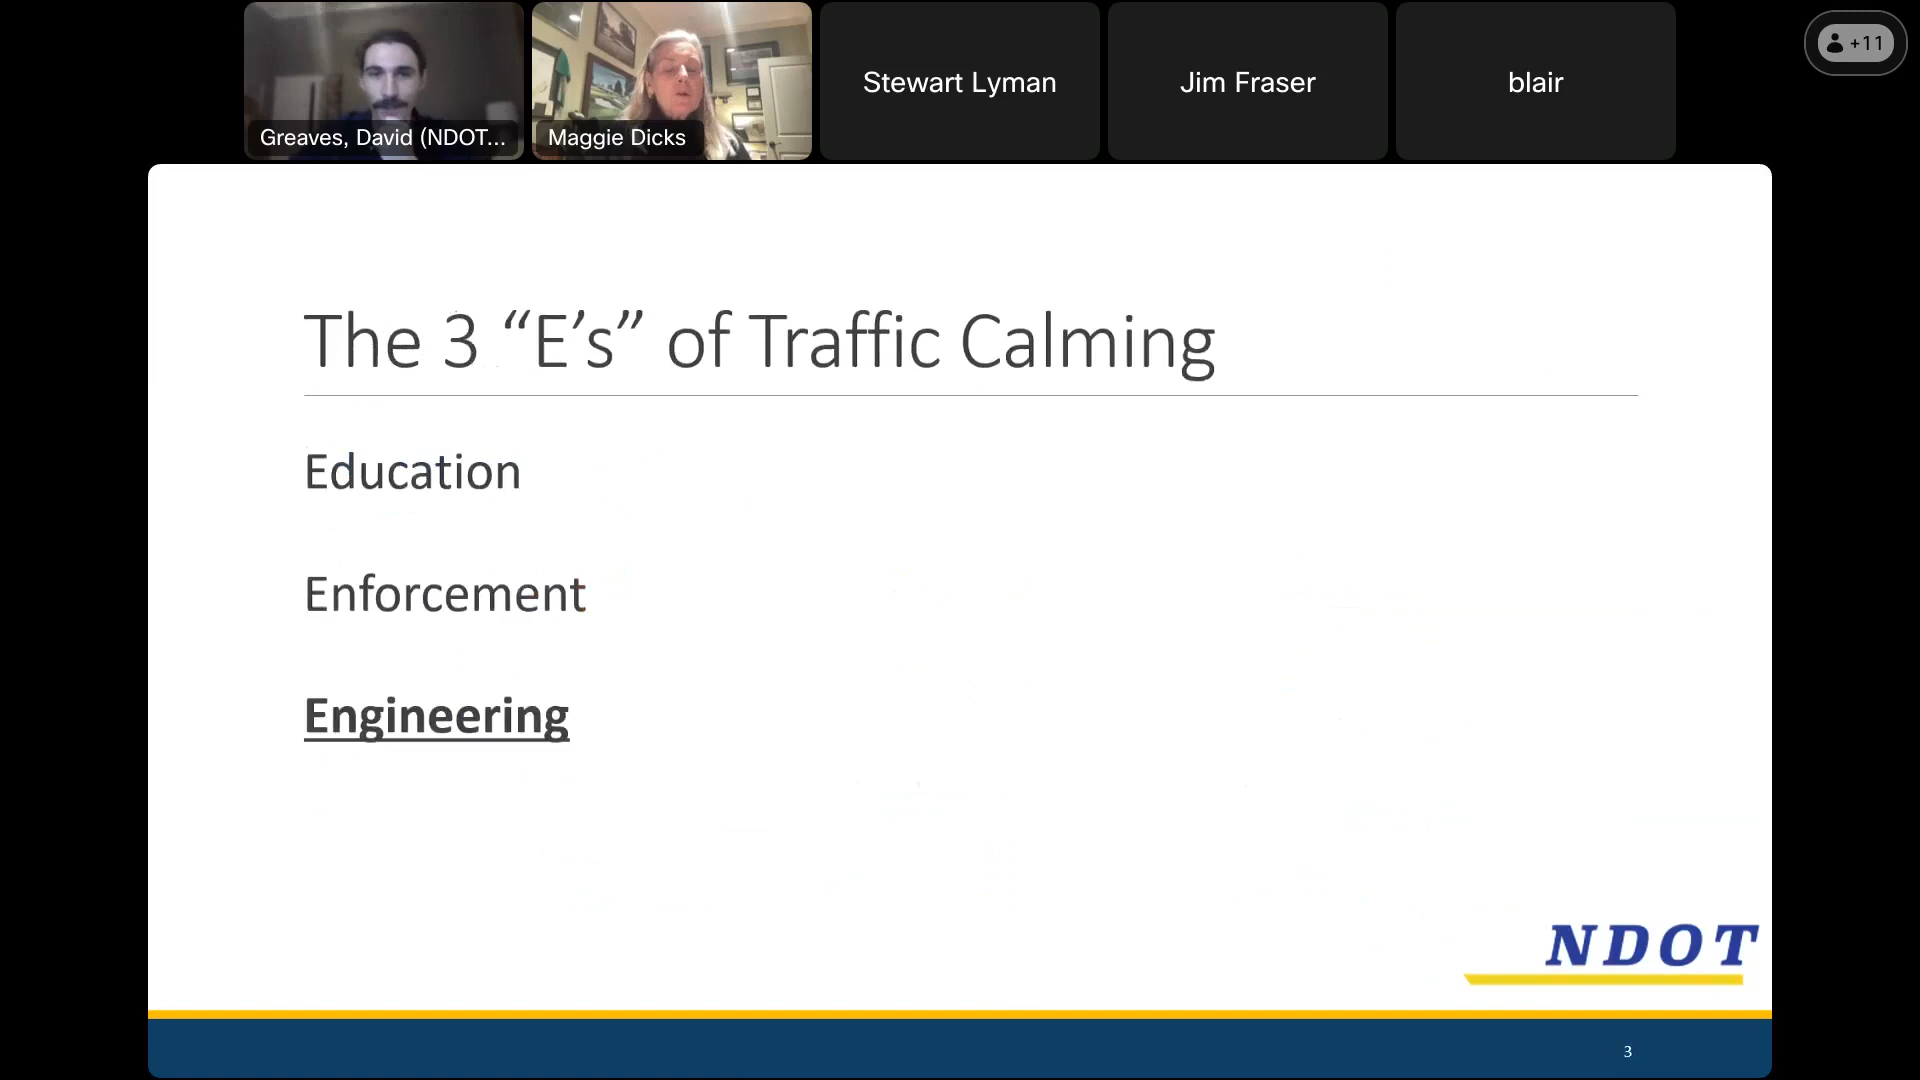 Greaves, David (NDOT...
Maggie Dicks
Stewart Lyman
Jim Fraser
blair
+11
The 3 “E’s” of Traffic Calming
Education
Enforcement
Engineering
NDOT
3